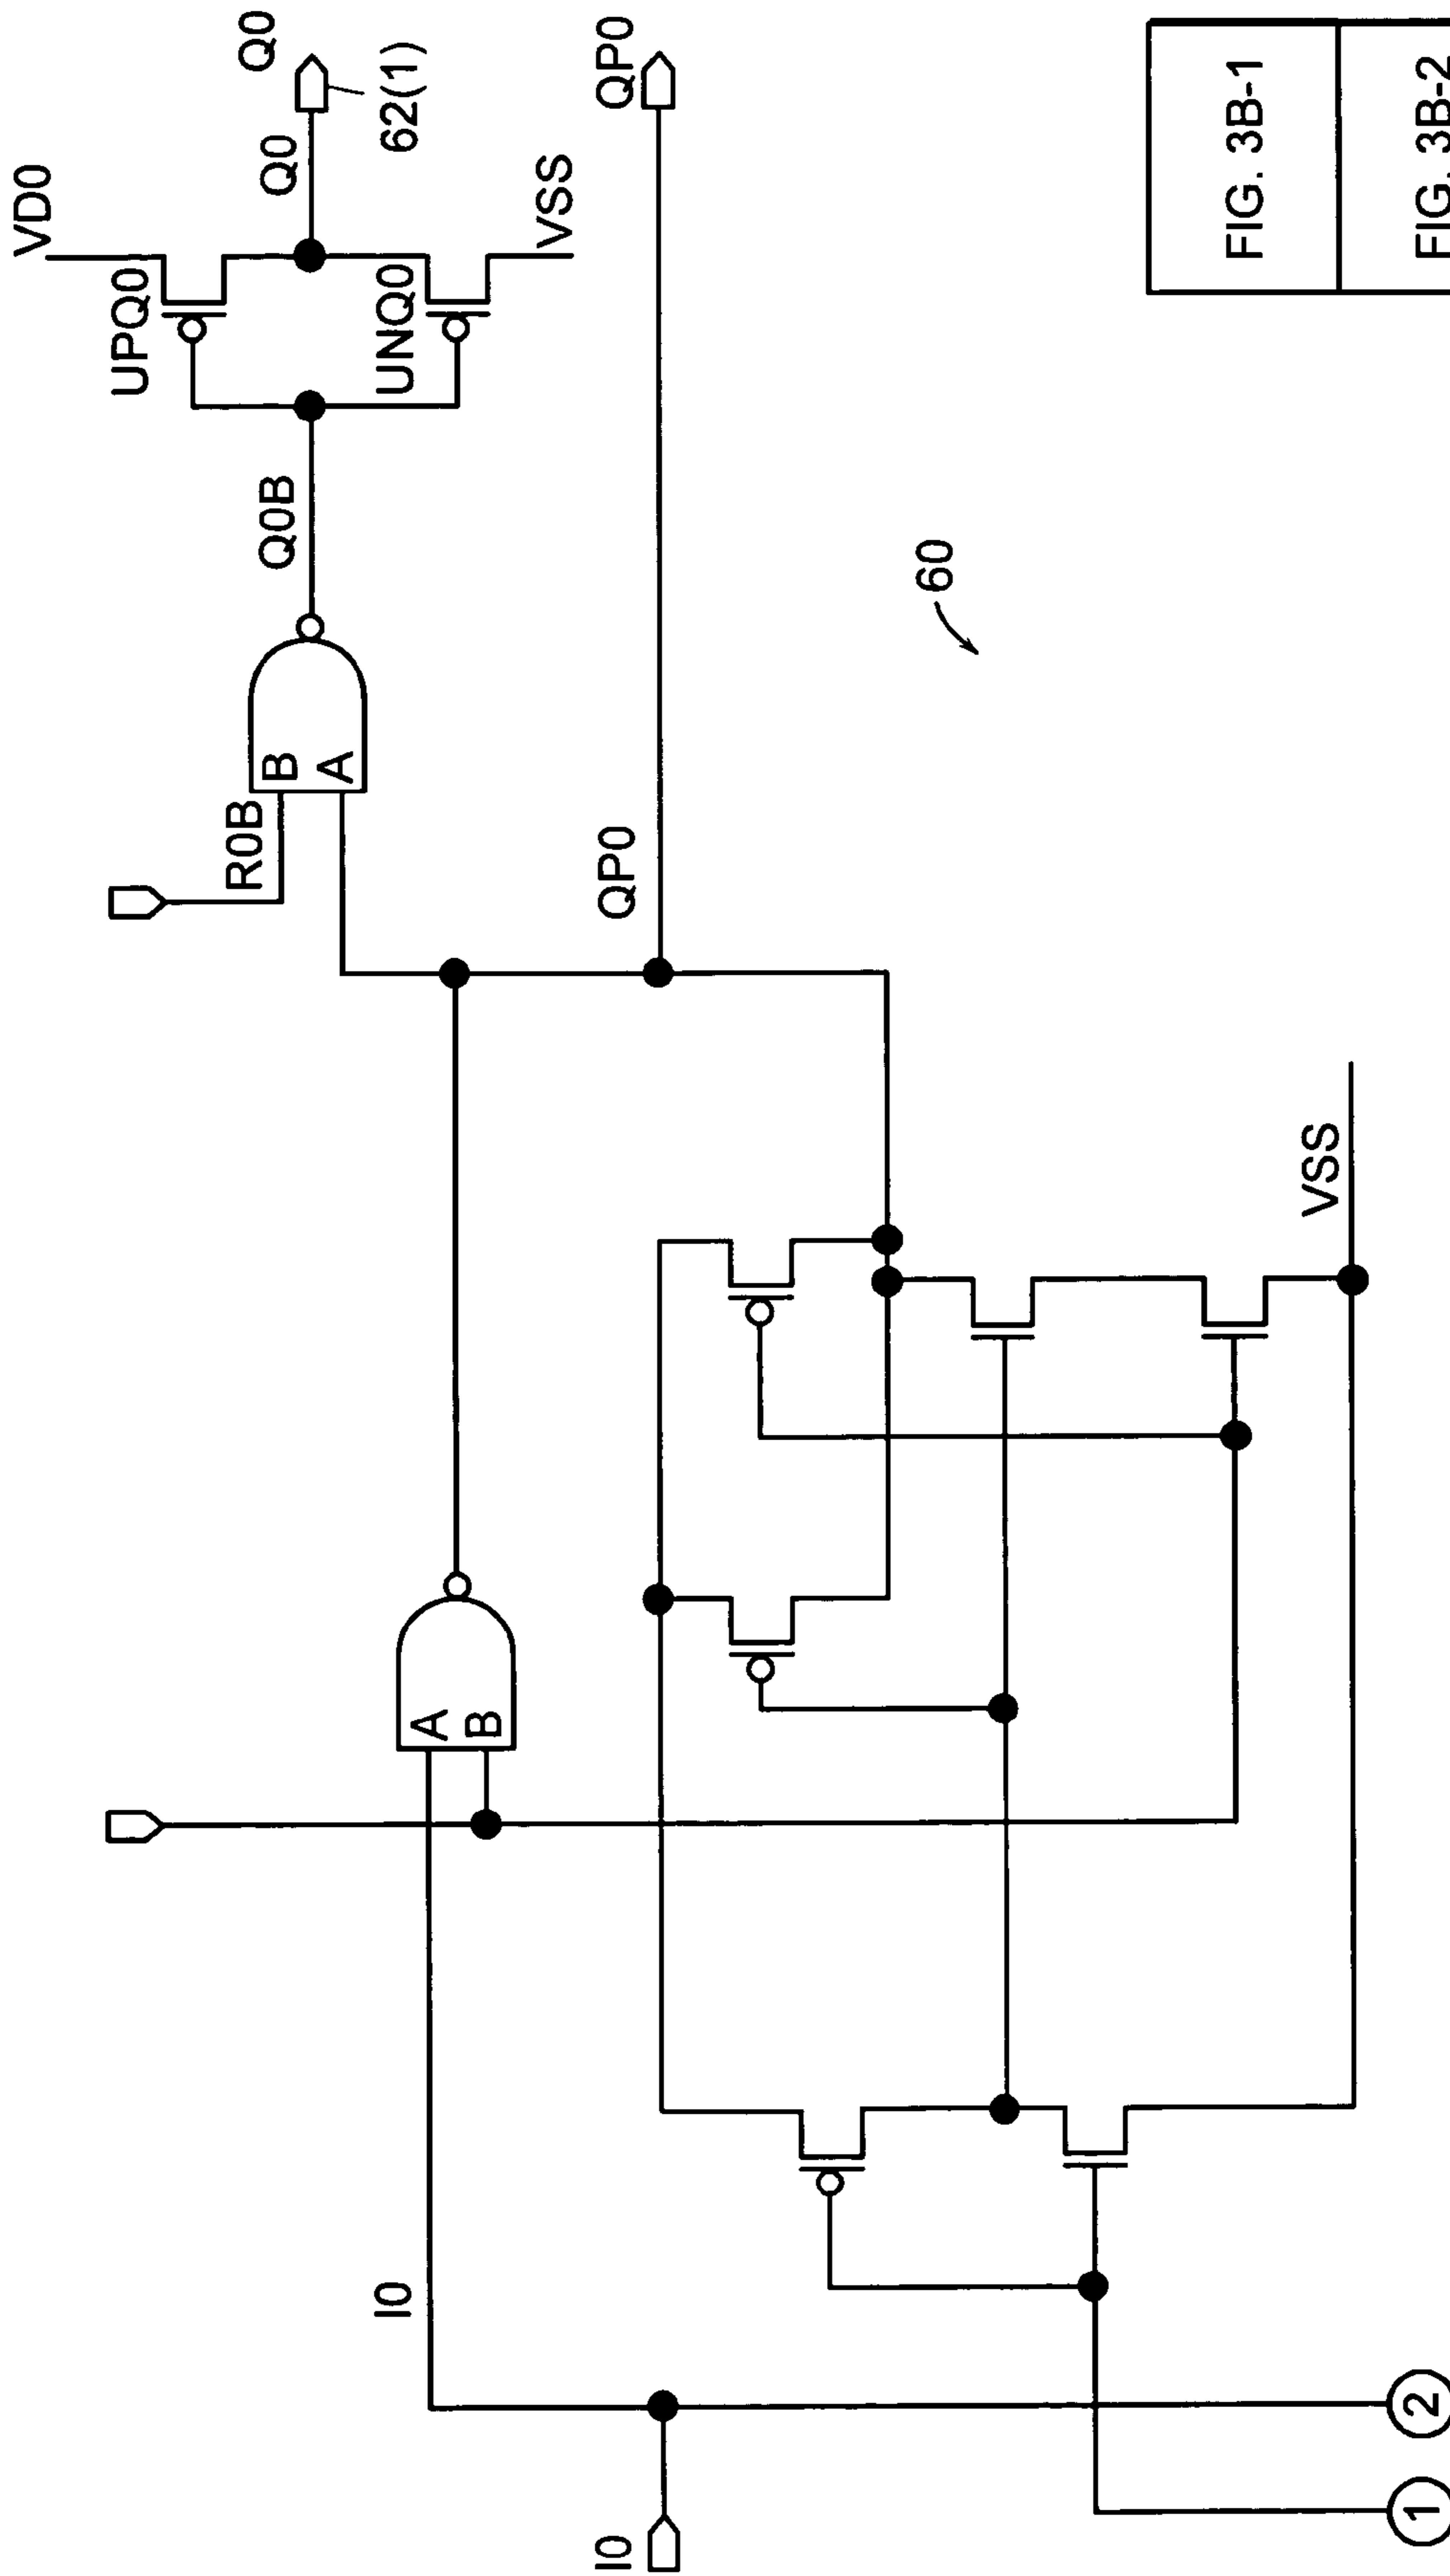 VD0
UPQ0
Q0
Q0
62(1)
UNQ0
VSS
Q0B
R0B
B
A
QP0
QP0
A
B
I0
I0
60
VSS
1
2
FIG. 3B-1
FIG. 3B-2